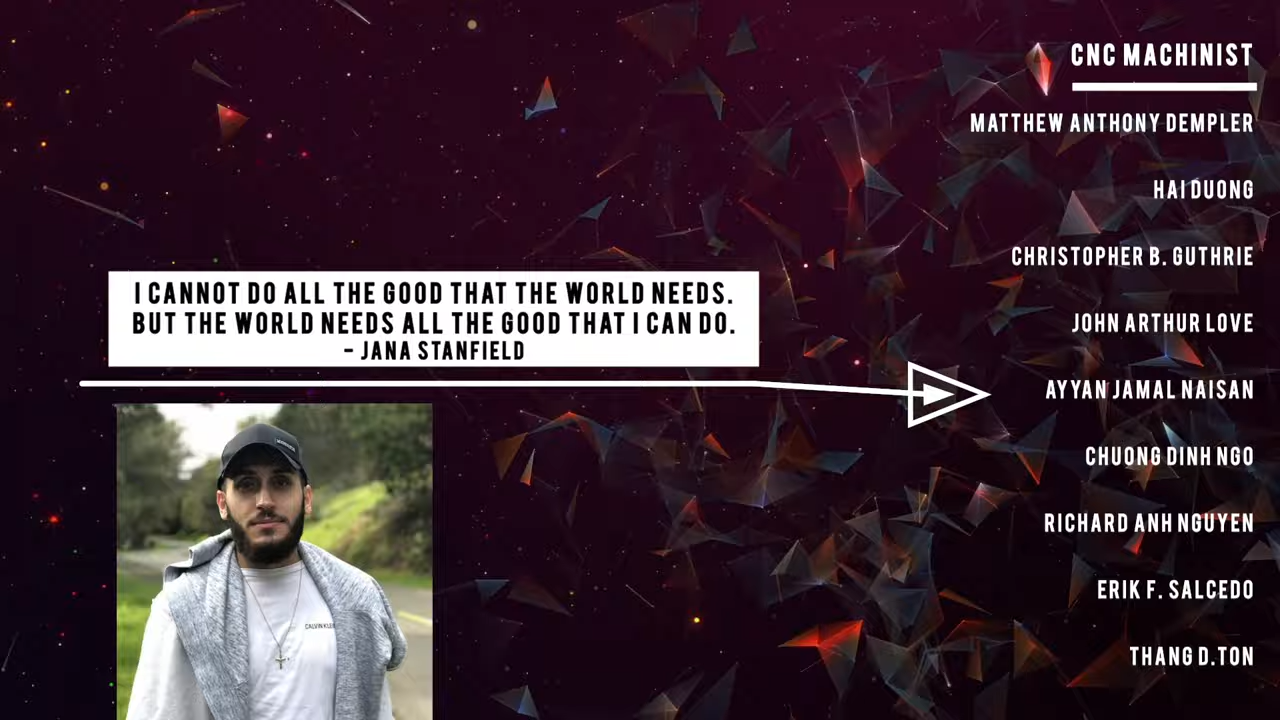 CNC MACHINIST
MATTHEW ANTHONY DEMPLER
HAI DUONG
CHRISTOPHER B. GUTHRIE
I CANNOT DO ALL THE GOOD THAT THE WORLD NEEDS.
BUT THE WORLD NEEDS ALL THE GOOD THAT I CAN DO.
- JANA STANFIELD
JOHN ARTHUR LOVE
AYYAN JAMAL NAISAN
CHUONG DINH NGO
RICHARD ANH NGUYEN
ERIK F. SALCEDO
THANG D.TON
CALVIN KLEIN